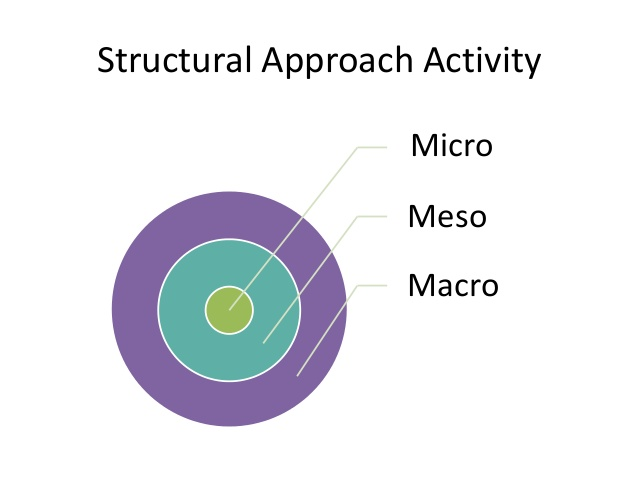 Structural Approach Activity
Micro
Meso
Macro